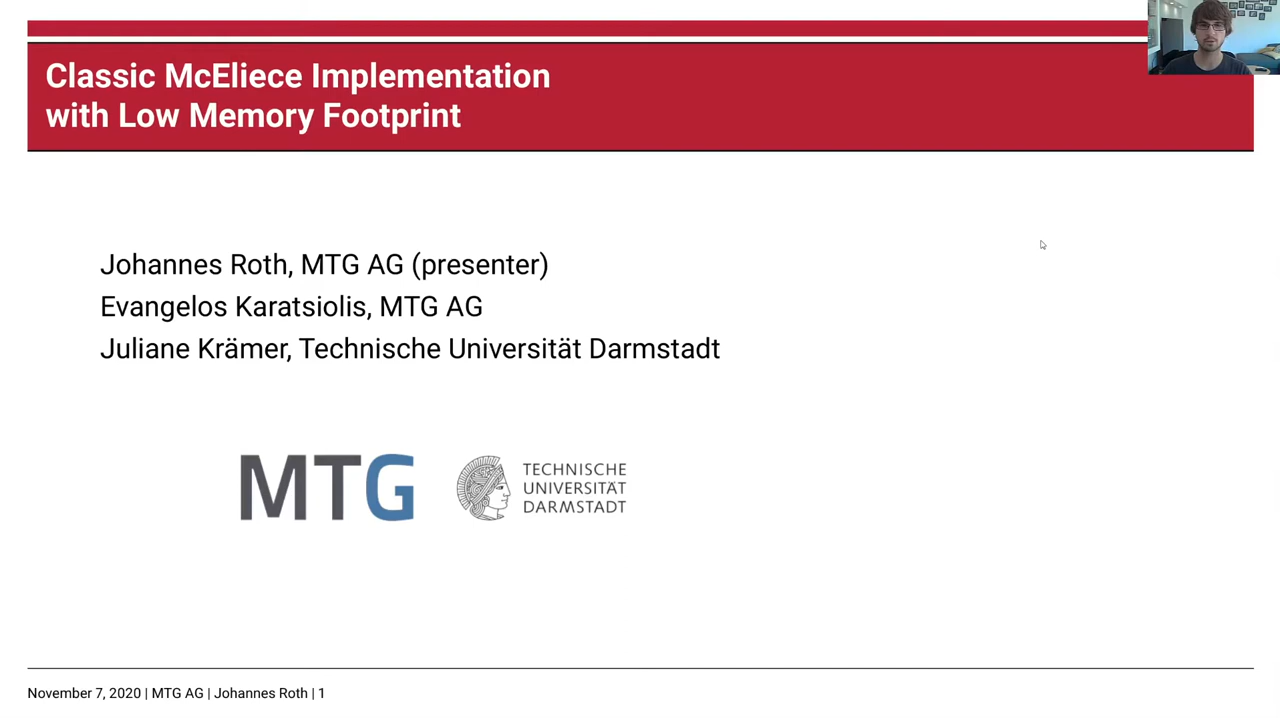 Classic McEliece Implementation
with Low Memory Footprint
Johannes Roth, MTG AG (presenter)
Evangelos Karatsiolis, MTG AG
Juliane Krämer, Technische Universität Darmstadt
MTG
TECHNISCHE
UNIVERSITÄT
DARMSTADT
November 7, 2020 | MTG AG | Johannes Roth | 1